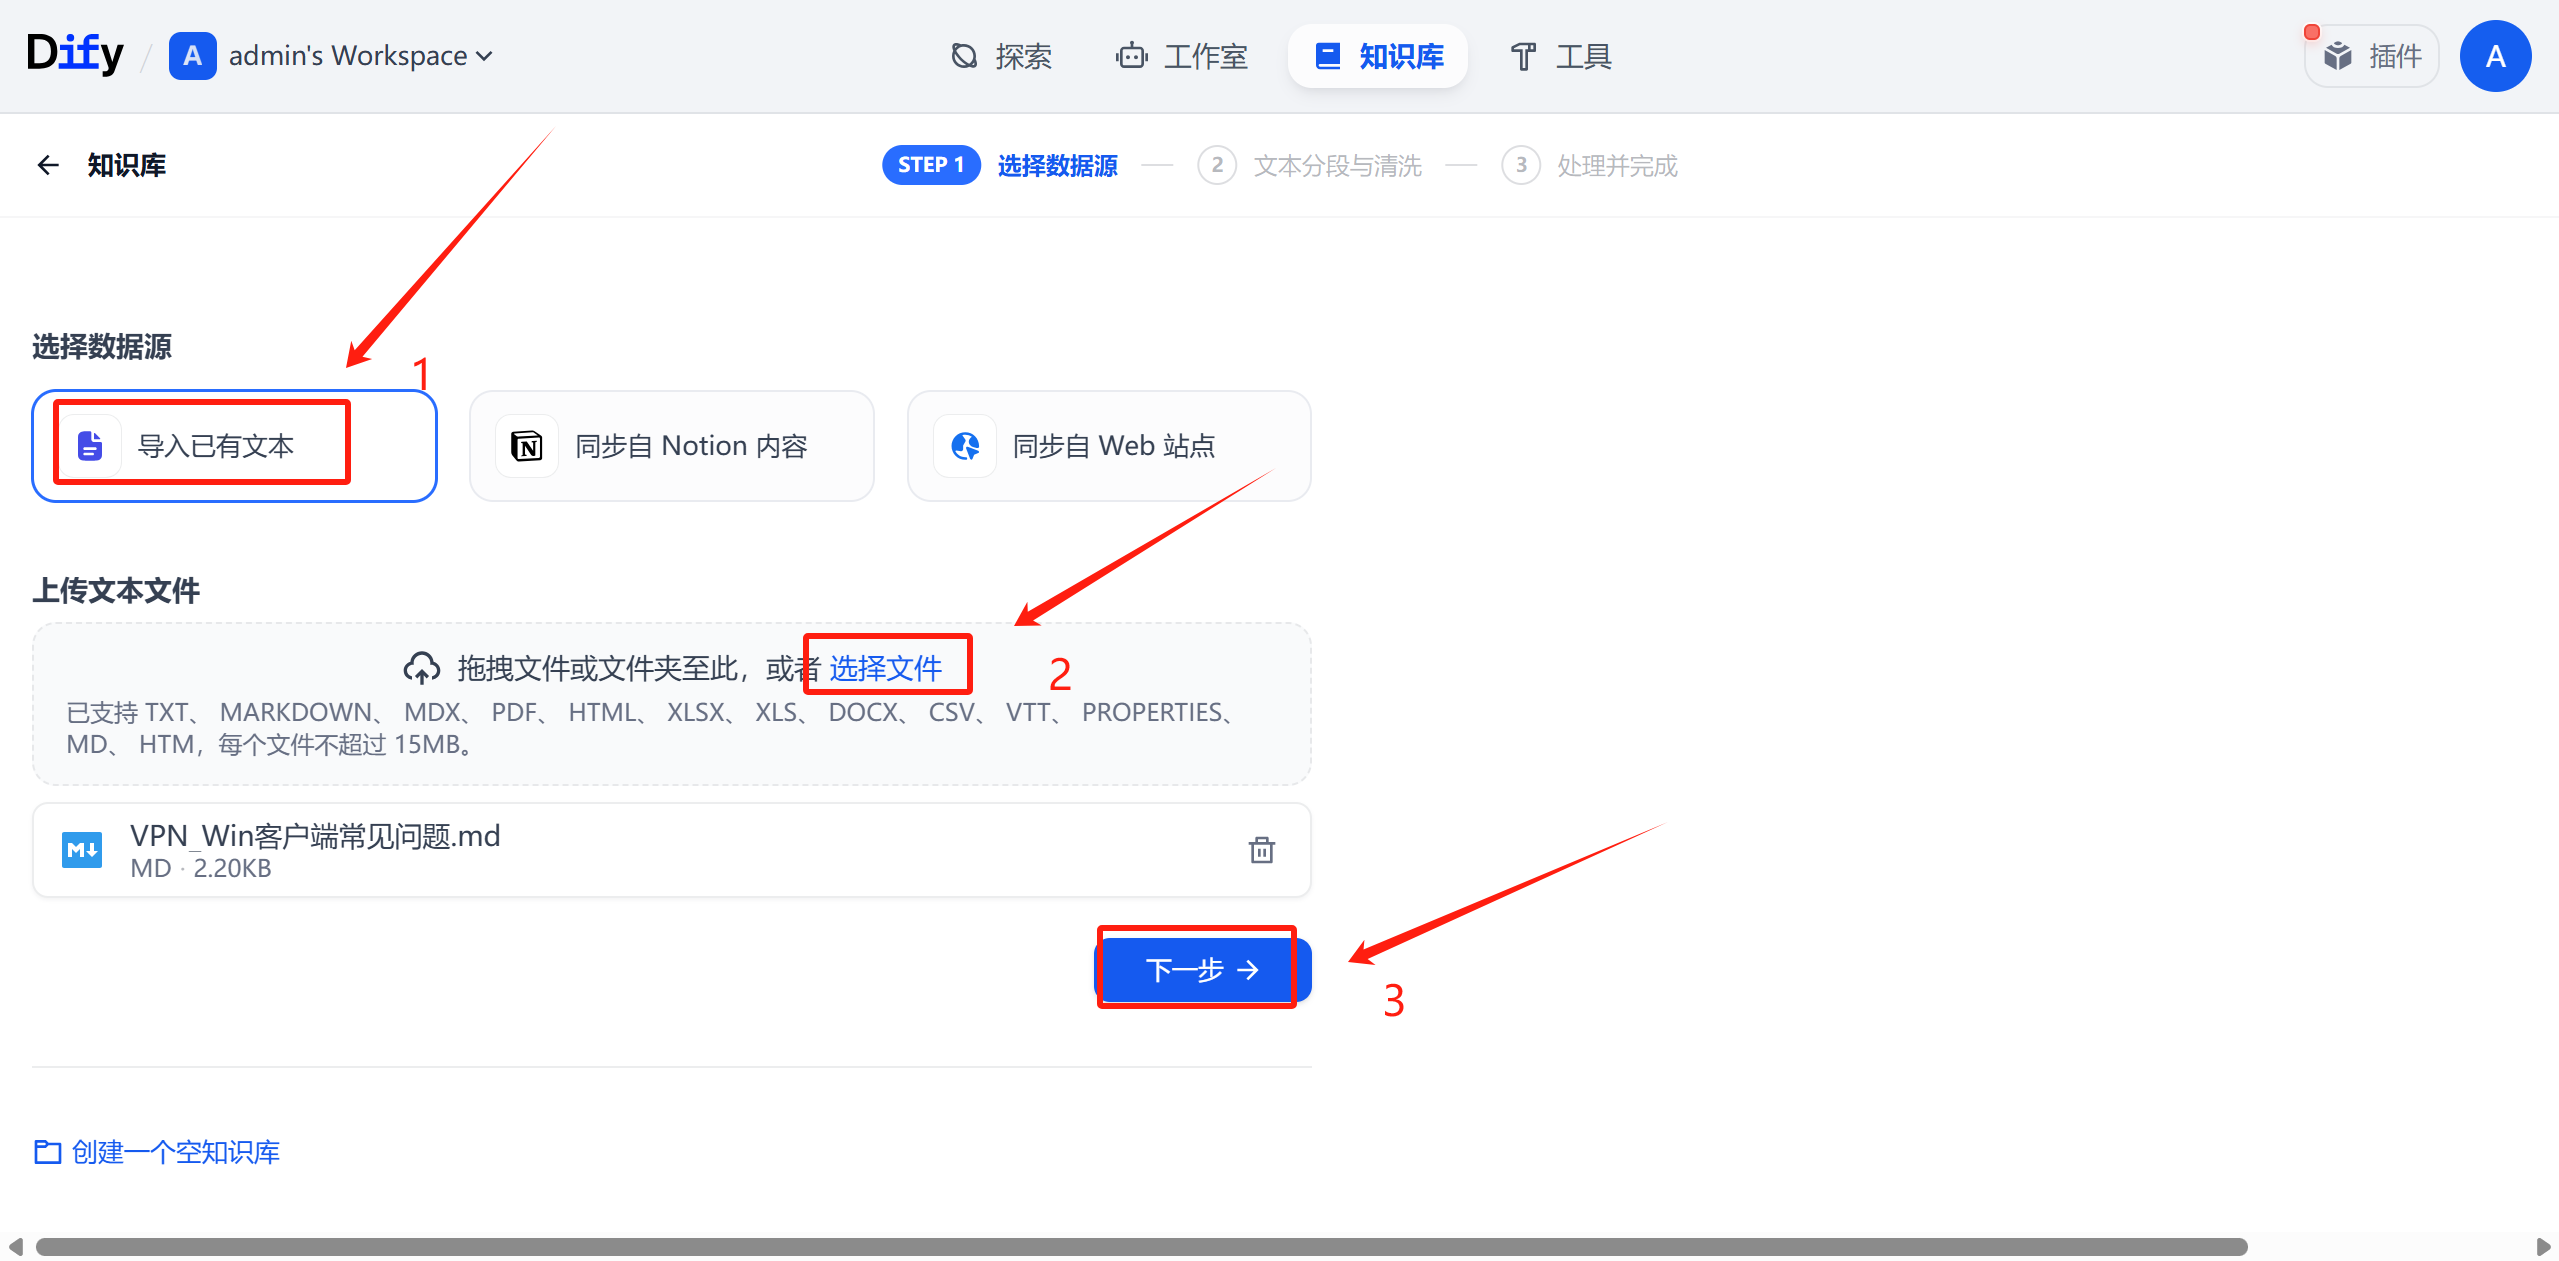 Dify / A admin's Workspace 探索 工作室 知识库 工具 插件 A
知识库 STEP 1 选择数据源 2 文本分段与清洗 3 处理并完成
选择数据源
1
导入已有文本 同步自 Notion 内容 同步自 Web 站点
上传文本文件
拖拽文件或文件夹至此，或者 选择文件 2
已支持 TXT、 MARKDOWN、 MDX、 PDF、 HTML、 XLSX、 XLS、 DOCX、 CSV、 VTT、 PROPERTIES、
MD、 HTM，每个文件不超过 15MB。
VPN_Win客户端常见问题.md
MD · 2.20KB
下一步 →
3
创建一个空知识库